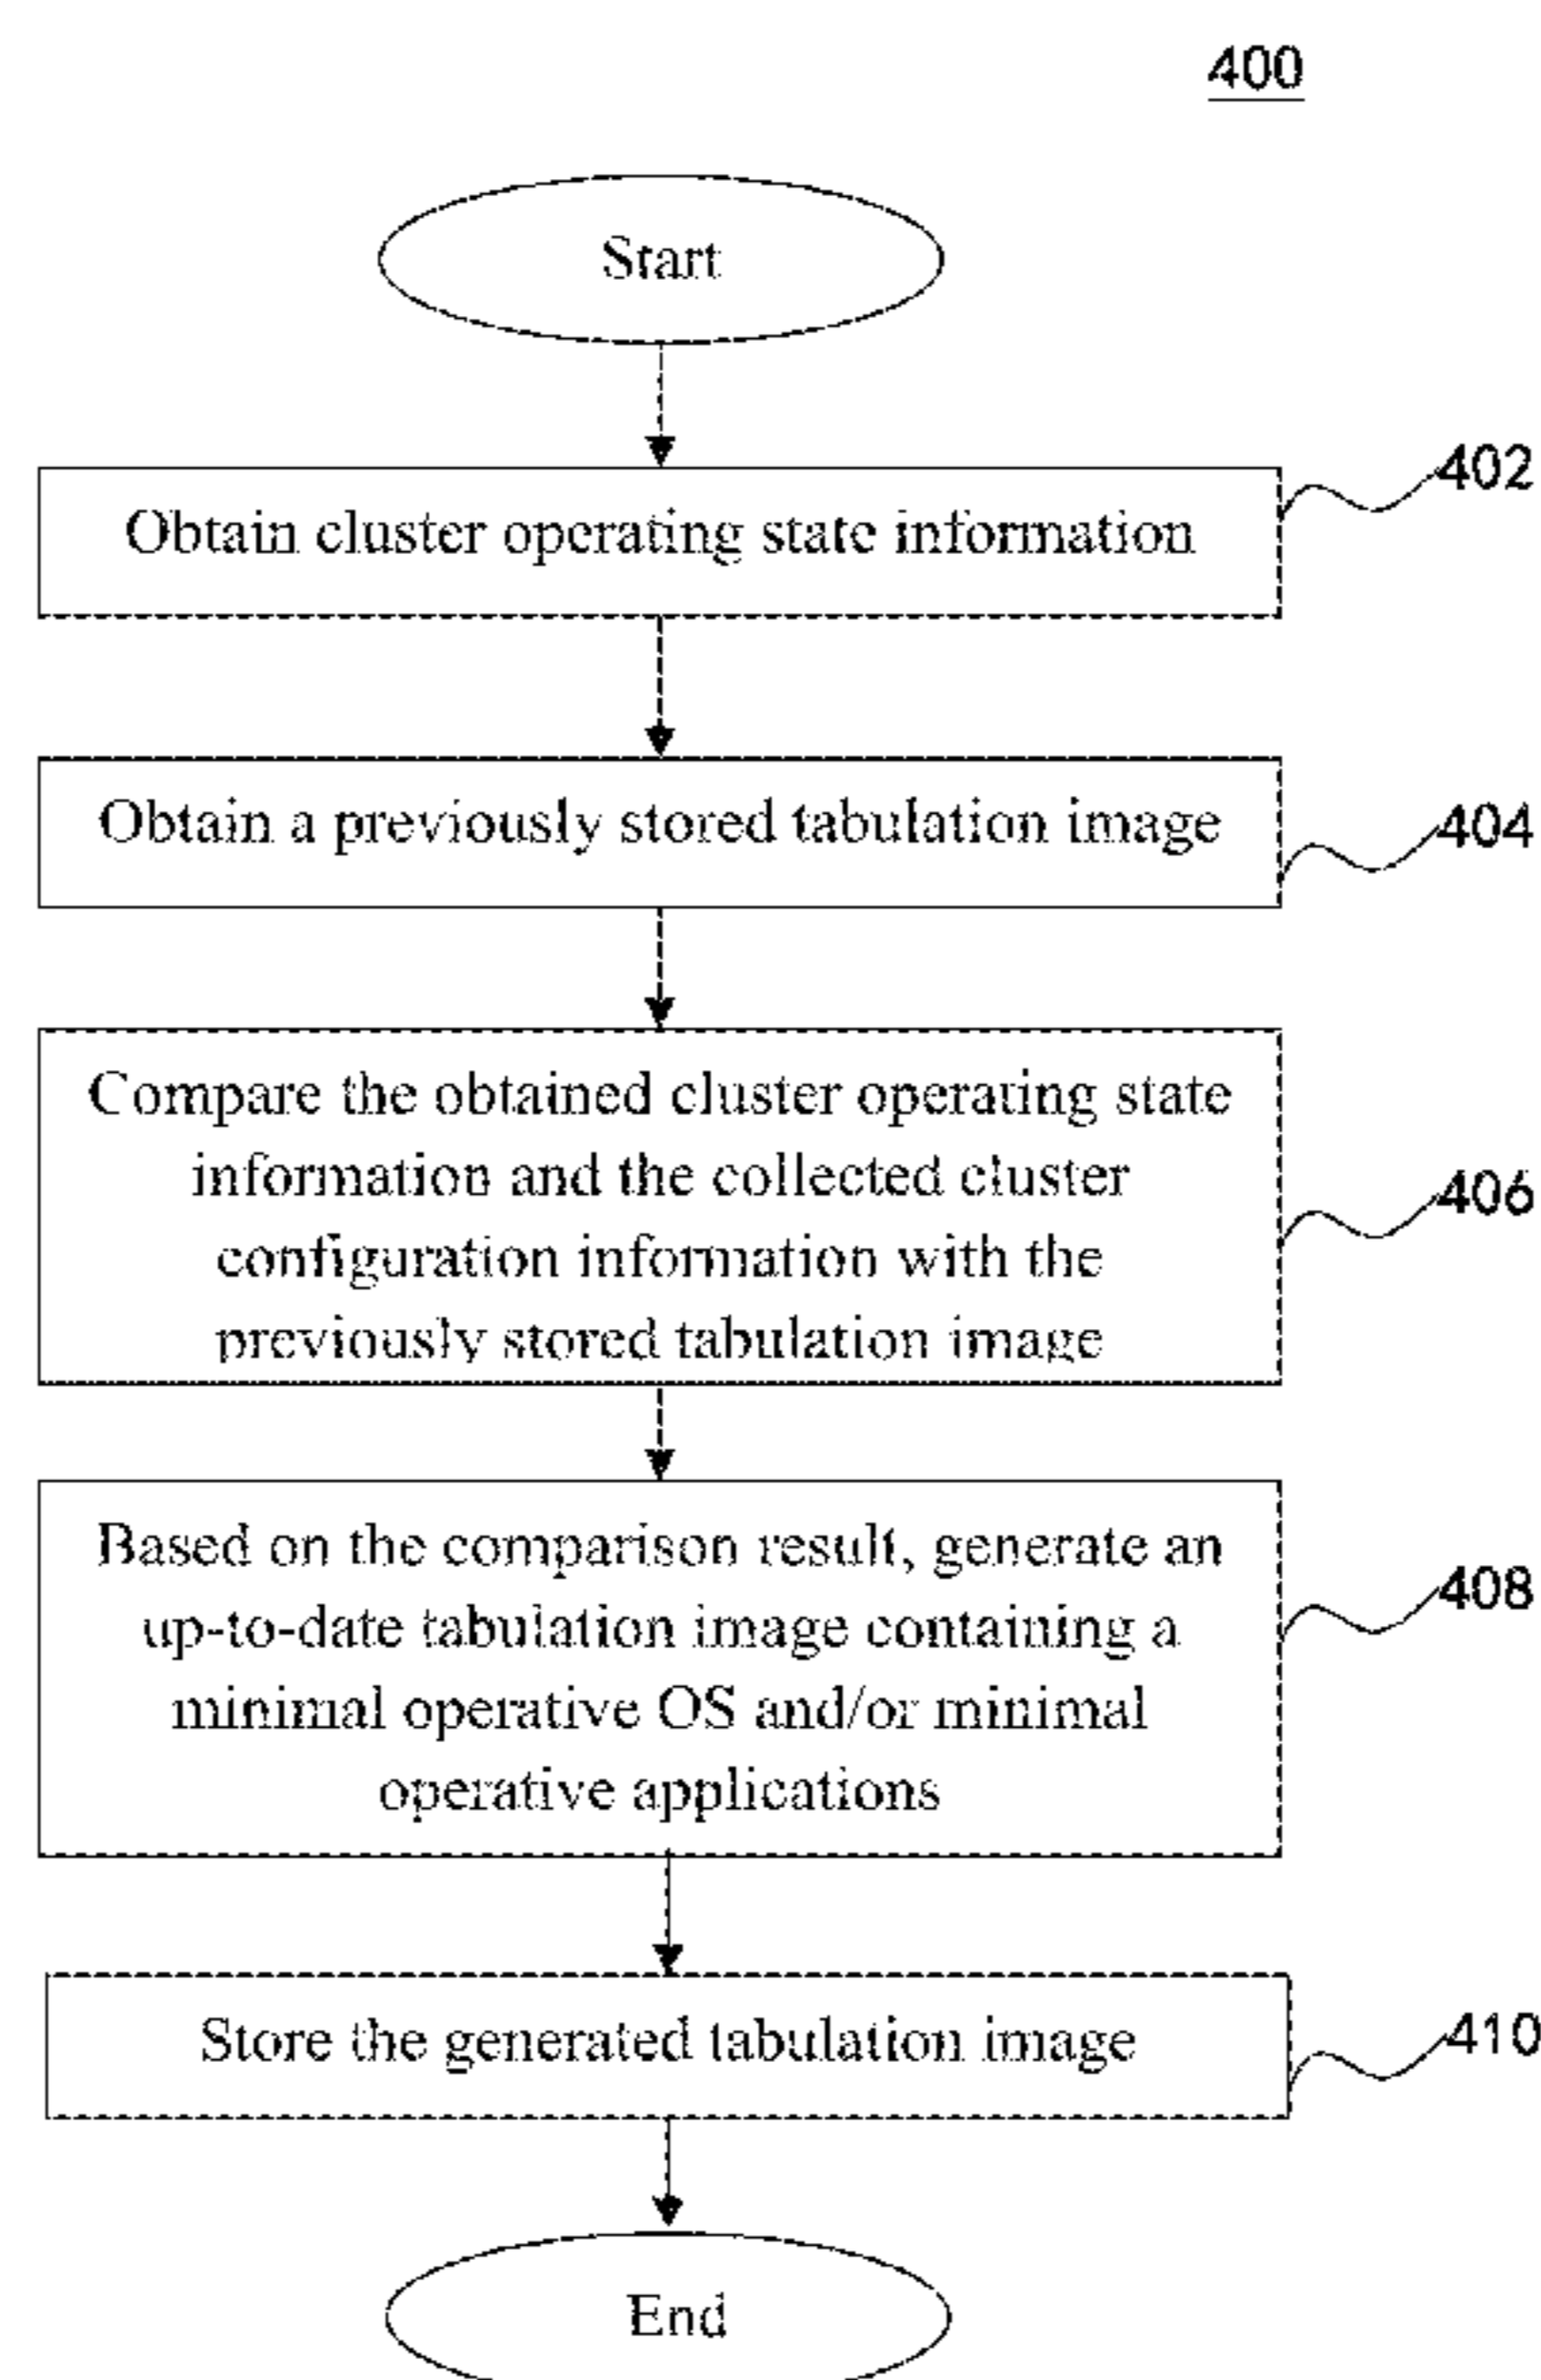 400
Start
Obtain cluster operating state information
402
Obtain a previously stored tabulation image
404
Compare the obtained cluster operating state
information and the collected cluster
configuration information with the
previously stored tabulation image
406
Based on the comparison result, generate an
up-to-date tabulation image containing a
minimal operative OS and/or minimal
operative applications
408
Store the generated tabulation image
410
End